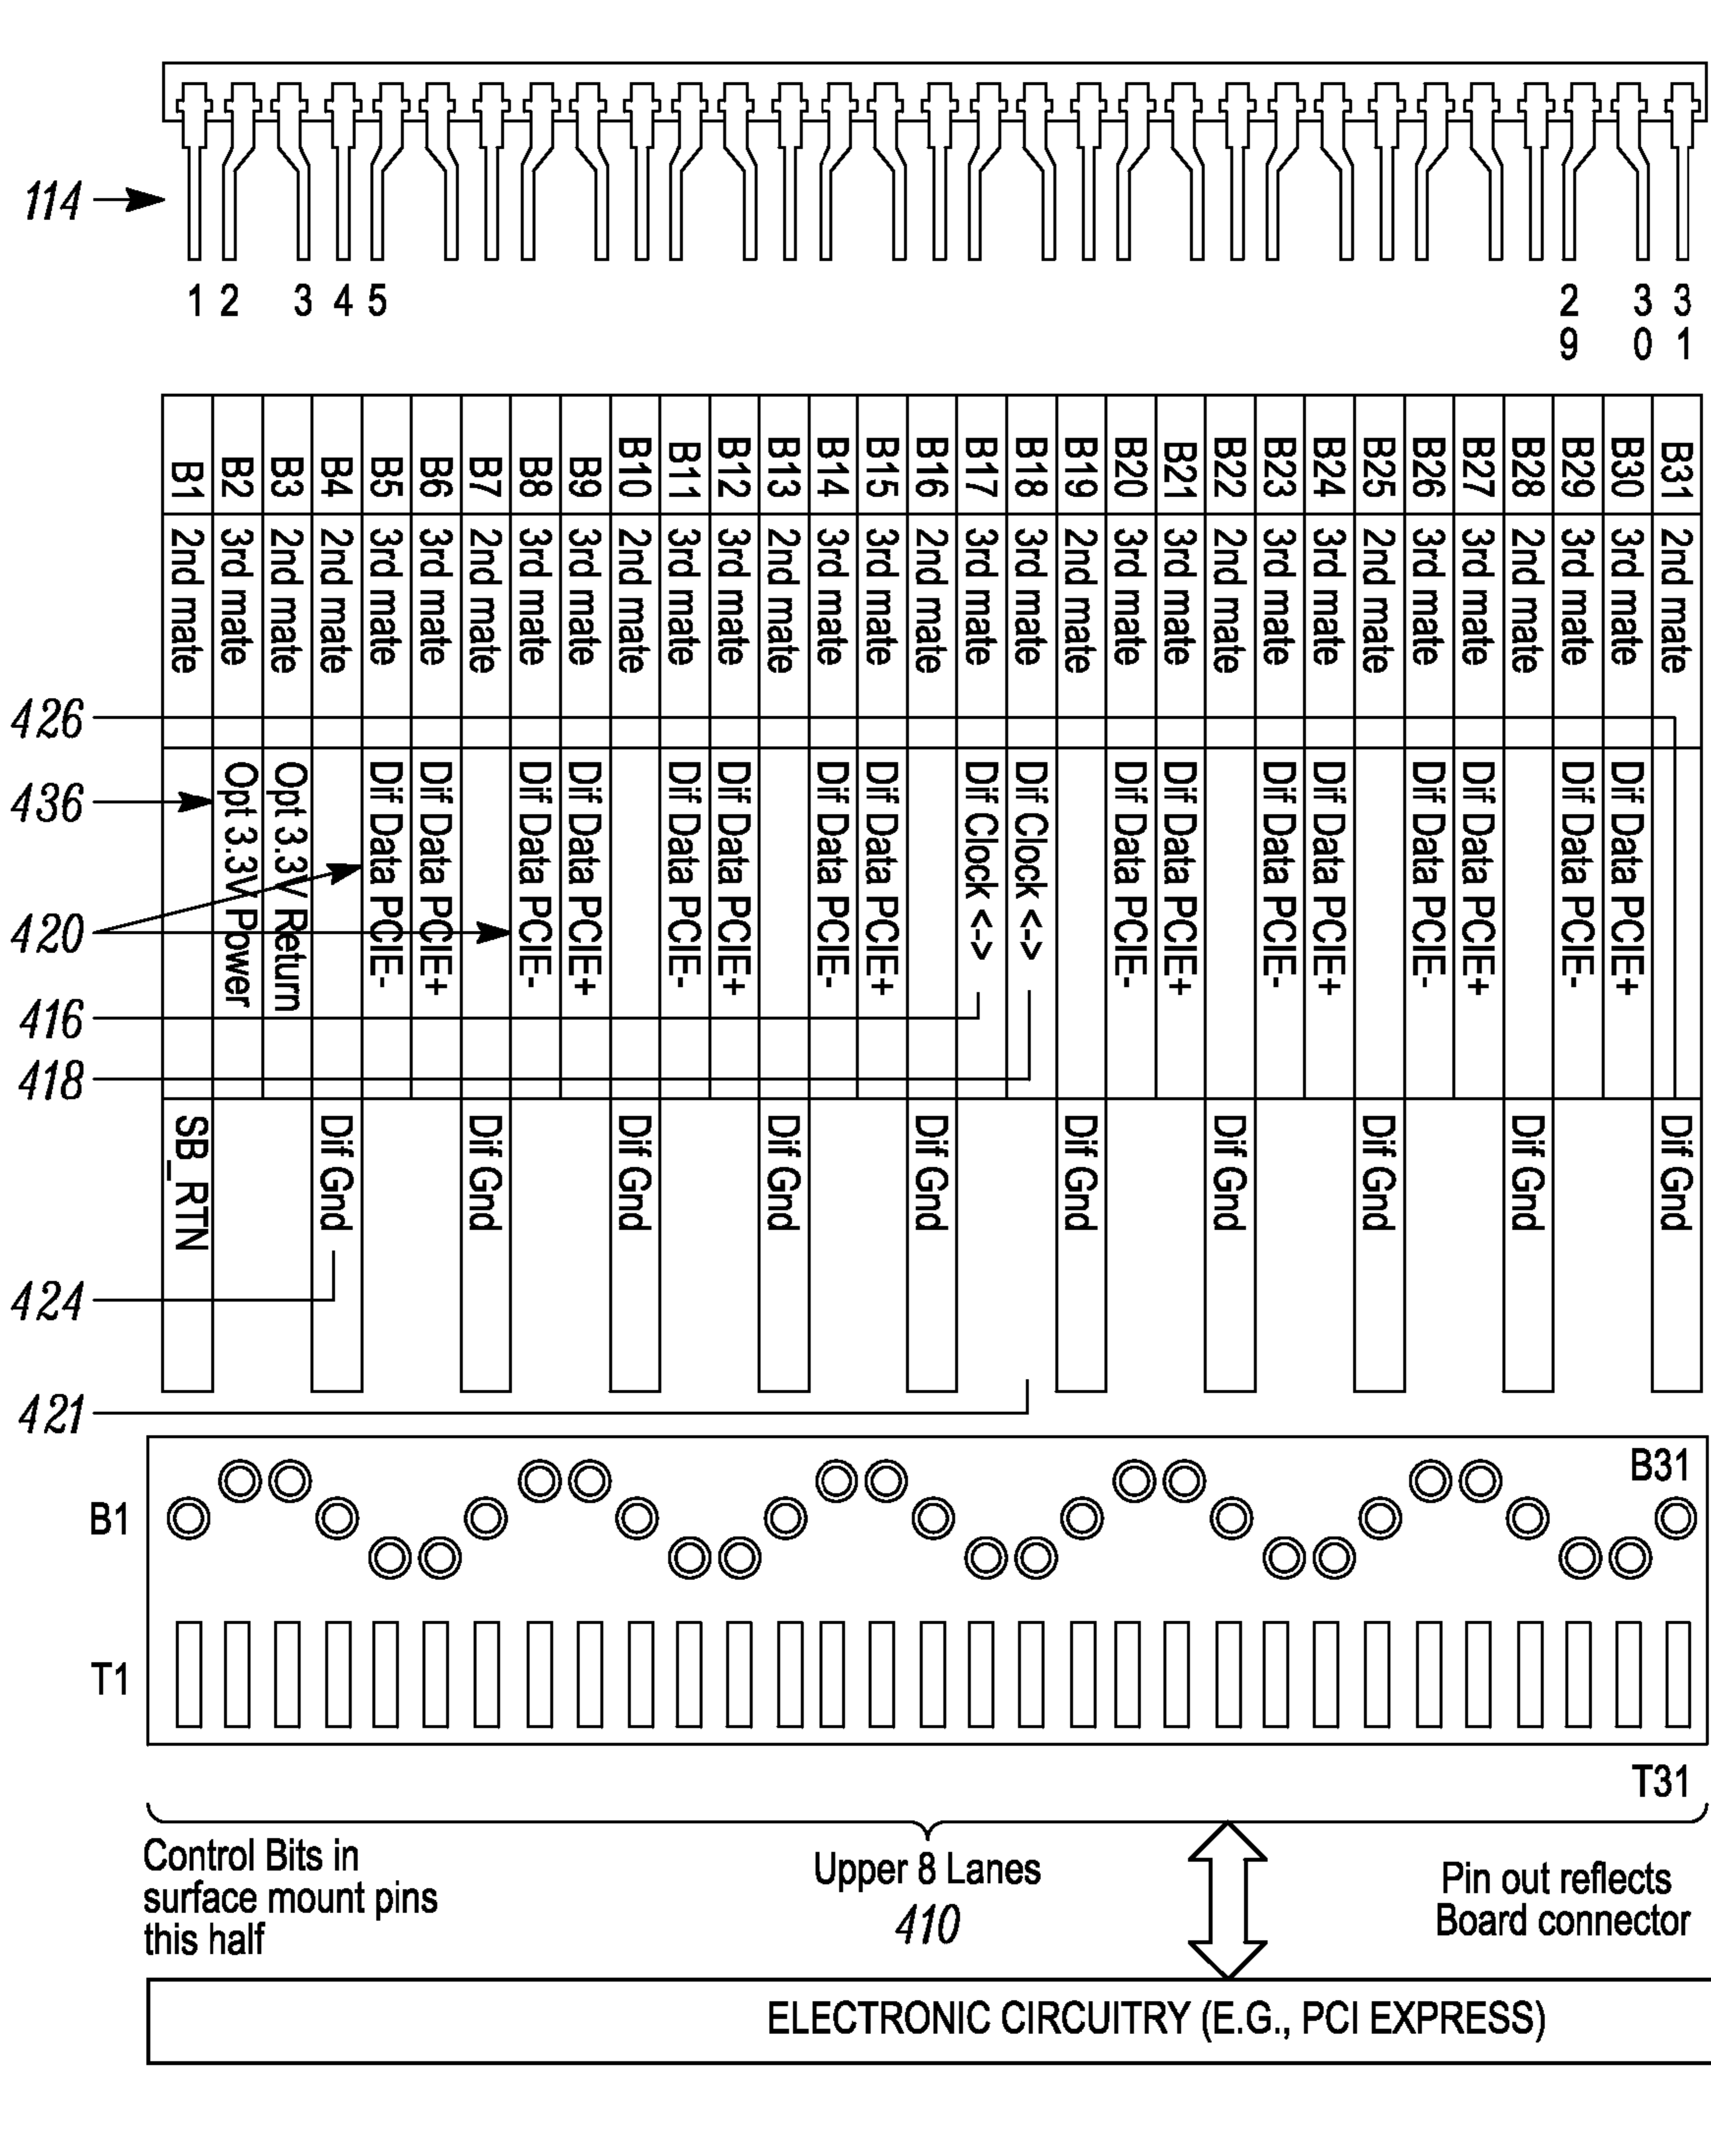 114
1 2 3 4 5 29 30 31
B1 2nd mate SB_RTN
B2 3rd mate Opt 3.3V Power
B3 2nd mate Opt 3.3V Return
B4 2nd mate Dif Gnd
B5 3rd mate Dif Data PCIE-
B6 3rd mate Dif Data PCIE+
B7 2nd mate Dif Gnd
B8 3rd mate Dif Data PCIE-
B9 3rd mate Dif Data PCIE+
B10 2nd mate Dif Gnd
B11 3rd mate Dif Data PCIE-
B12 3rd mate Dif Data PCIE+
B13 2nd mate Dif Gnd
B14 3rd mate Dif Data PCIE-
B15 3rd mate Dif Data PCIE+
B16 2nd mate Dif Gnd
B17 3rd mate Dif Clock <->
B18 3rd mate Dif Clock <->
B19 2nd mate Dif Gnd
B20 3rd mate Dif Data PCIE-
B21 3rd mate Dif Data PCIE+
B22 2nd mate Dif Gnd
B23 3rd mate Dif Data PCIE-
B24 3rd mate Dif Data PCIE+
B25 2nd mate Dif Gnd
B26 3rd mate Dif Data PCIE-
B27 3rd mate Dif Data PCIE+
B28 2nd mate Dif Gnd
B29 3rd mate Dif Data PCIE-
B30 3rd mate Dif Data PCIE+
B31 2nd mate Dif Gnd
426
436
420
416
418
424
421
B31
B1
T1
T31
Control Bits in
surface mount pins
this half
Upper 8 Lanes
410
Pin out reflects
Board connector
ELECTRONIC CIRCUITRY (E.G., PCI EXPRESS)